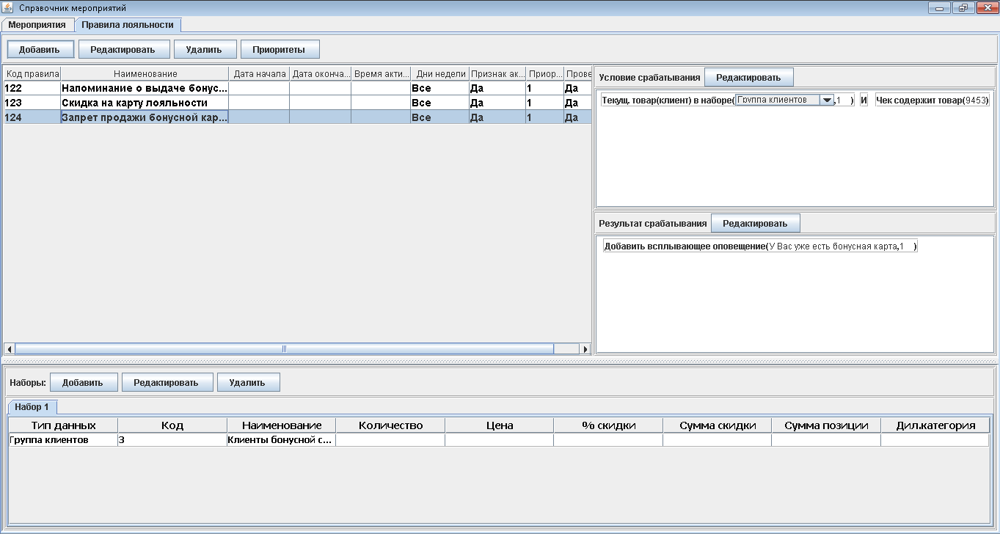 Справочник мероприятий
Мероприятия Правила лояльности
Добавить Редактировать Удалить Приоритеты
Код правила Наименование Дата начала Дата оконча... Время акти... Дни недели Признак ак... Приор... Прове
122 Напоминание о выдаче бонус... Все Да 1 Да
123 Скидка на карту лояльности Все Да 1 Да
124 Запрет продажи бонусной кар... Все Да 1 Да
Условие срабатывания Редактировать
Текущ. товар(клиент) в наборе( Группа клиентов ,1 ) И Чек содержит товар(9453)
Результат срабатывания Редактировать
Добавить всплывающее оповещение(У Вас уже есть бонусная карта,1 )
Наборы: Добавить Редактировать Удалить
Набор 1
Тип данных Код Наименование Количество Цена % скидки Сумма скидки Сумма позиции Дил.категория
Группа клиентов 3 Клиенты бонусной с...